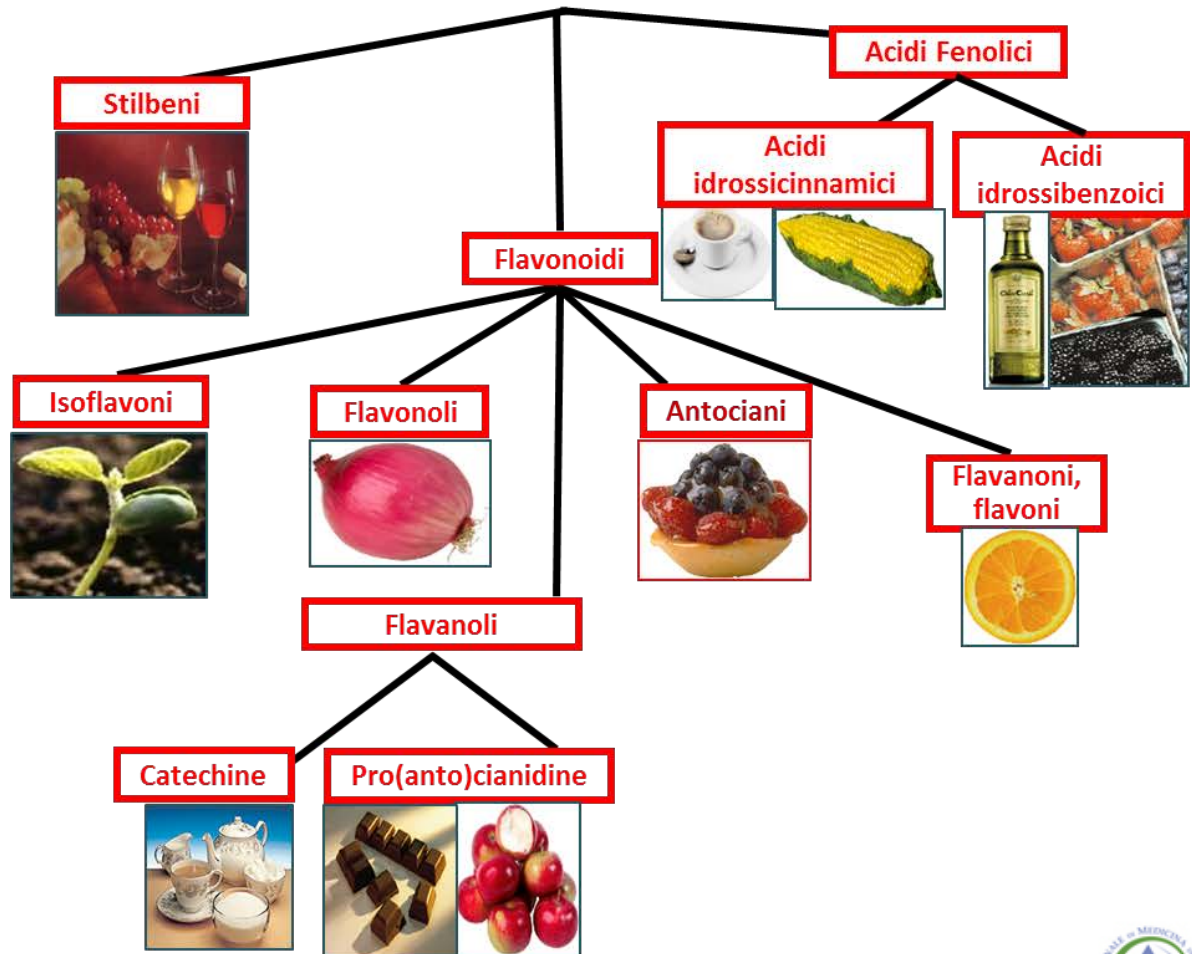 Acidi Fenolici
Stilbeni
Acidi
idrossicinnamici
Acidi
idrossibenzoici
Flavonoidi
Isoflavoni
Flavonoli
Antociani
Flavanoni,
flavoni
Flavanoli
Catechine
Pro(anto)cianidine